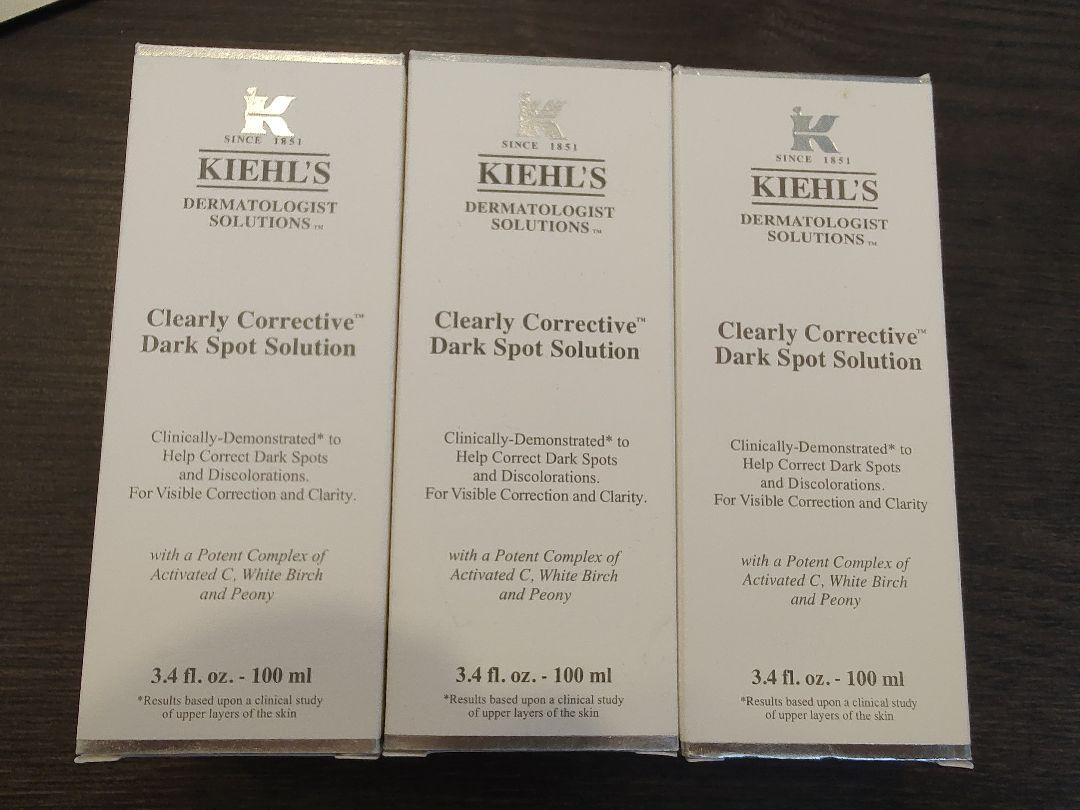 K
SINCE 1851
KIEHL'S
DERMATOLOGIST
SOLUTIONS™
Clearly Corrective™
Dark Spot Solution
Clinically-Demonstrated* to
Help Correct Dark Spots
and Discolorations.
For Visible Correction and Clarity.
with a Potent Complex of
Activated C, White Birch
and Peony
3.4 fl. oz. - 100 ml
*Results based upon a clinical study
of upper layers of the skin
K
SINCE 1851
KIEHL'S
DERMATOLOGIST
SOLUTIONS™
Clearly Corrective™
Dark Spot Solution
Clinically-Demonstrated* to
Help Correct Dark Spots
and Discolorations.
For Visible Correction and Clarity.
with a Potent Complex of
Activated C, White Birch
and Peony
3.4 fl. oz. - 100 ml
*Results based upon a clinical study
of upper layers of the skin
K
SINCE 1851
KIEHL'S
DERMATOLOGIST
SOLUTIONS™
Clearly Corrective™
Dark Spot Solution
Clinically-Demonstrated* to
Help Correct Dark Spots
and Discolorations.
For Visible Correction and Clarity
with a Potent Complex of
Activated C, White Birch
and Peony
3.4 fl. oz. - 100 ml
*Results based upon a clinical study
of upper layers of the skin